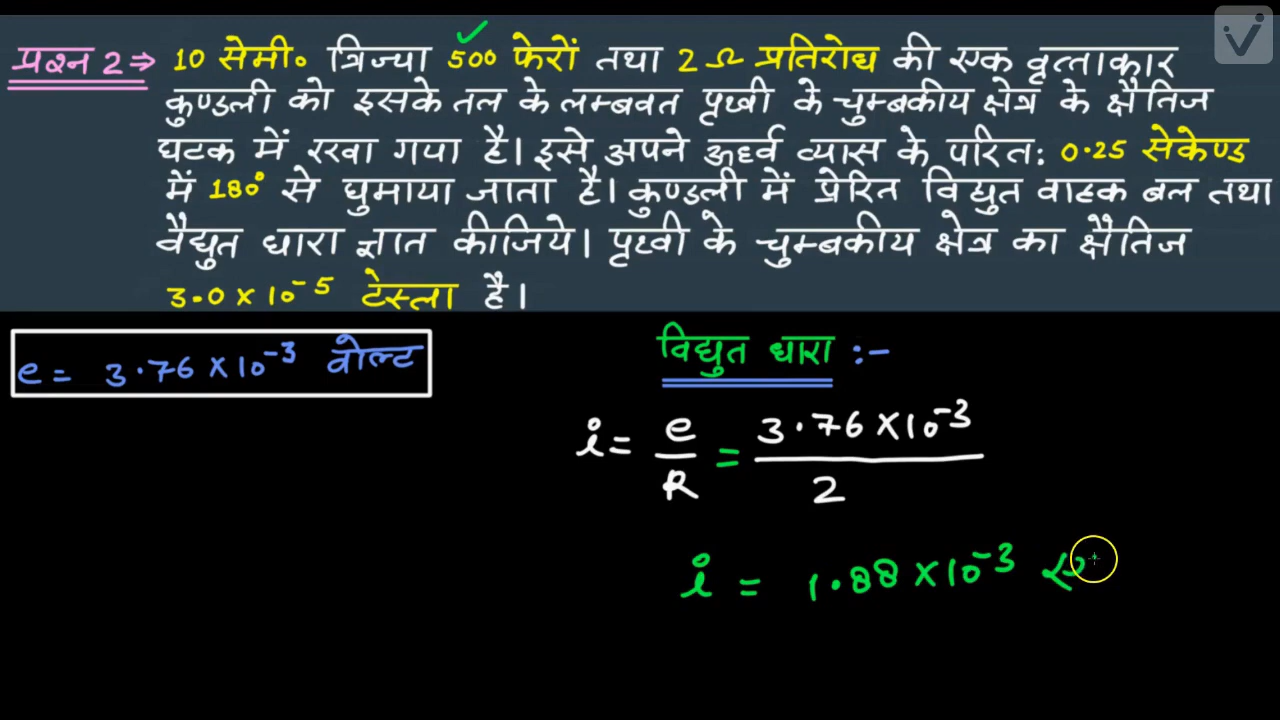 प्रश्न 2⇒ 10 सेमी० त्रिज्या 500 फेरों तथा 2Ω प्रतिरोध की एक वृत्ताकार
कुण्डली को इसके तल के लम्बवत पृथ्वी के चुम्बकीय क्षेत्र के क्षैतिज
घटक में रखा गया है। इसे अपने ऊर्ध्व व्यास के परितः 0.25 सेकेण्ड
में 180° से घुमाया जाता है। कुण्डली में प्रेरित विद्युत वाहक बल तथा
वैद्युत धारा ज्ञात कीजिये। पृथ्वी के चुम्बकीय क्षेत्र का क्षैतिज
3.0×10⁻⁵ टेस्ला है।
e = 3.76×10⁻³ वोल्ट
विद्युत धारा :-
i = e/R = 3.76×10⁻³/2
i = 1.88×10⁻³